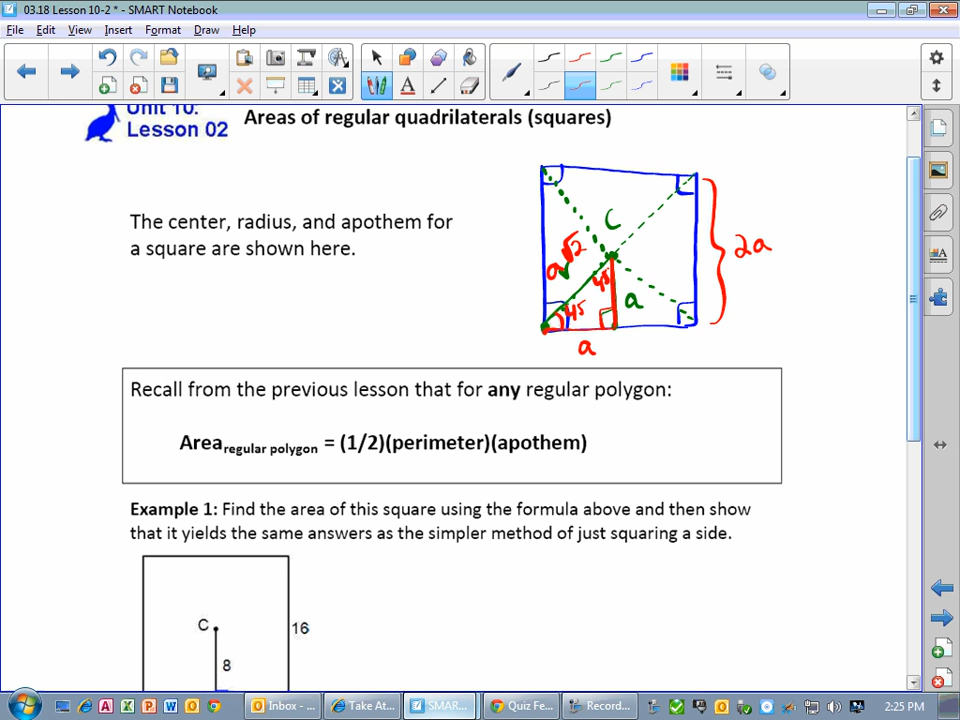 03.18 Lesson 10-2 * - SMART Notebook
File Edit View Insert Format Draw Help
Unit 10:
Lesson 02
Areas of regular quadrilaterals (squares)
The center, radius, and apothem for
a square are shown here.
C
a√2
45
45
a
a
2a
Recall from the previous lesson that for any regular polygon:
Area regular polygon = (1/2)(perimeter)(apothem)
Example 1: Find the area of this square using the formula above and then show
that it yields the same answers as the simpler method of just squaring a side.
C
16
8
Inbox - ... Take At... SMAR... Quiz Fe... Record... 2:25 PM